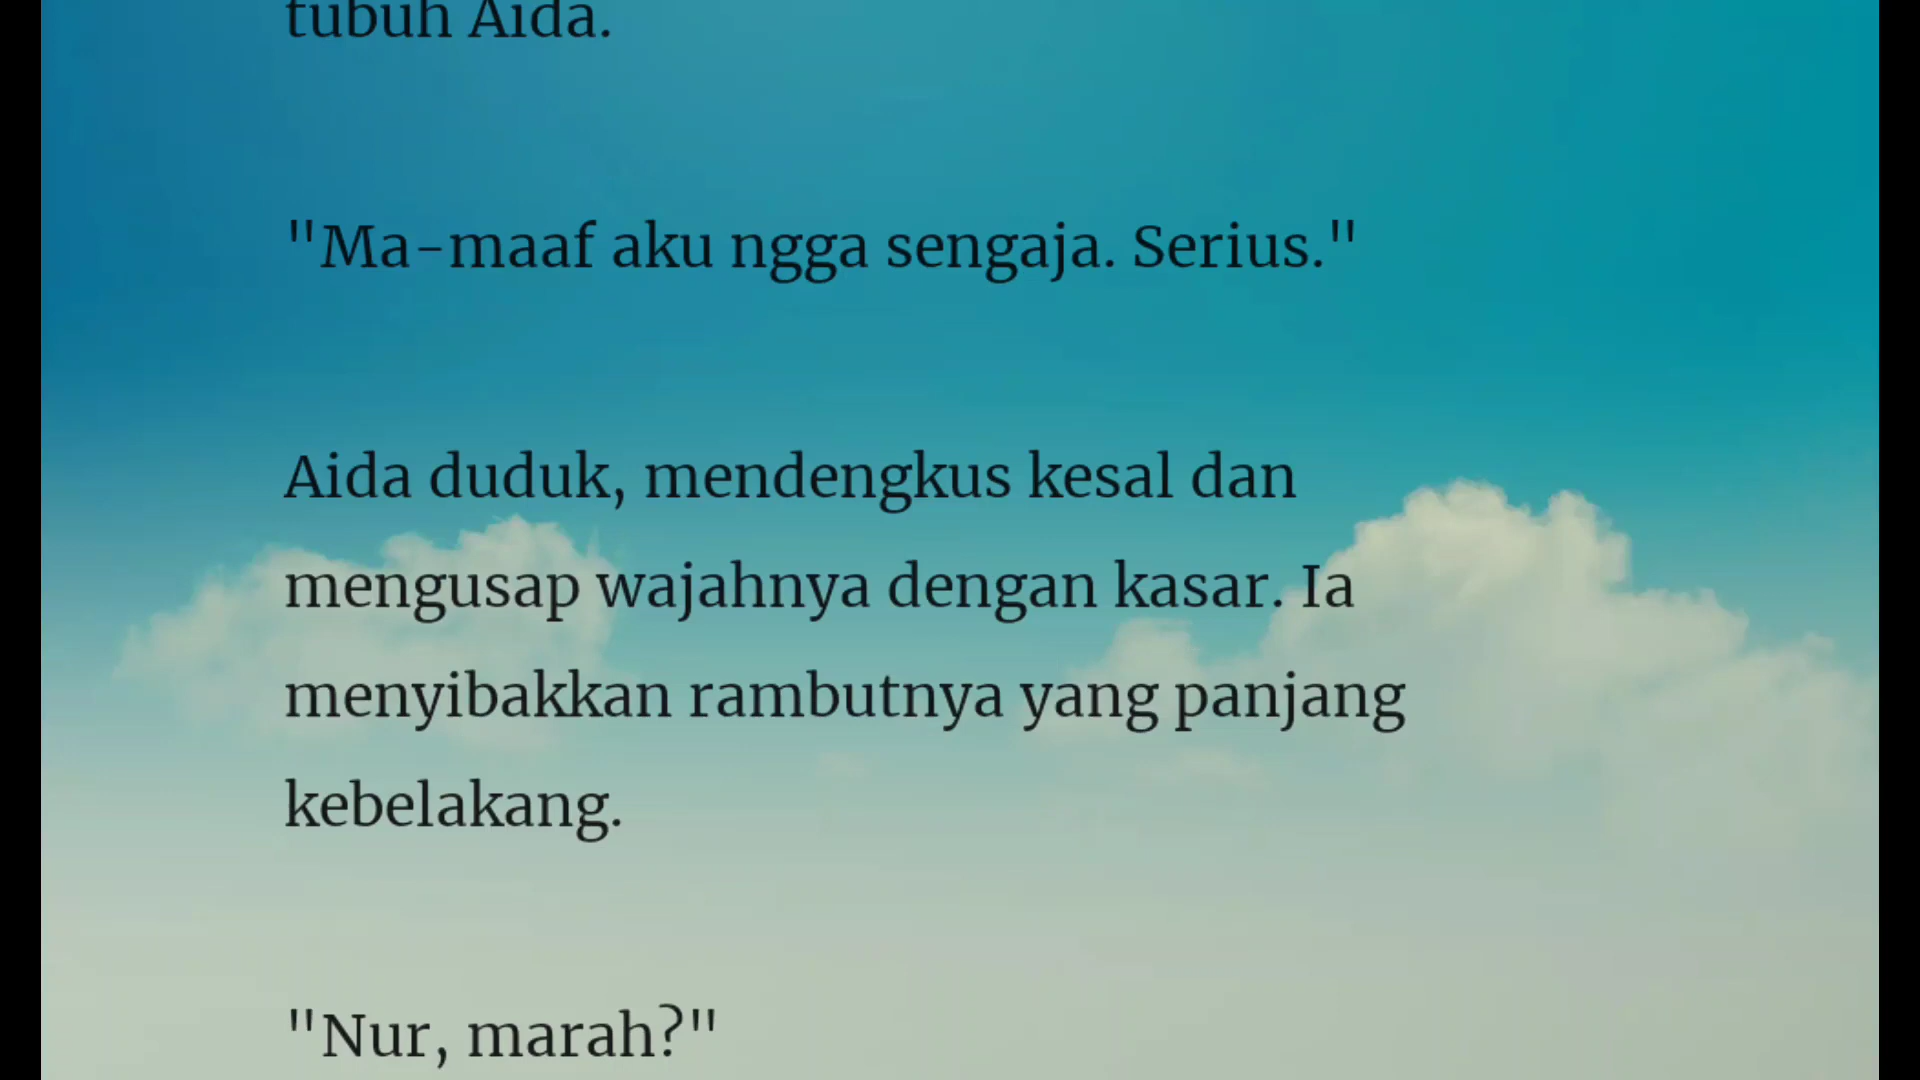 tubuh Aida.
"Ma-maaf aku ngga sengaja. Serius."
Aida duduk, mendengkus kesal dan
mengusap wajahnya dengan kasar. Ia
menyibakkan rambutnya yang panjang
kebelakang.
"Nur, marah?"